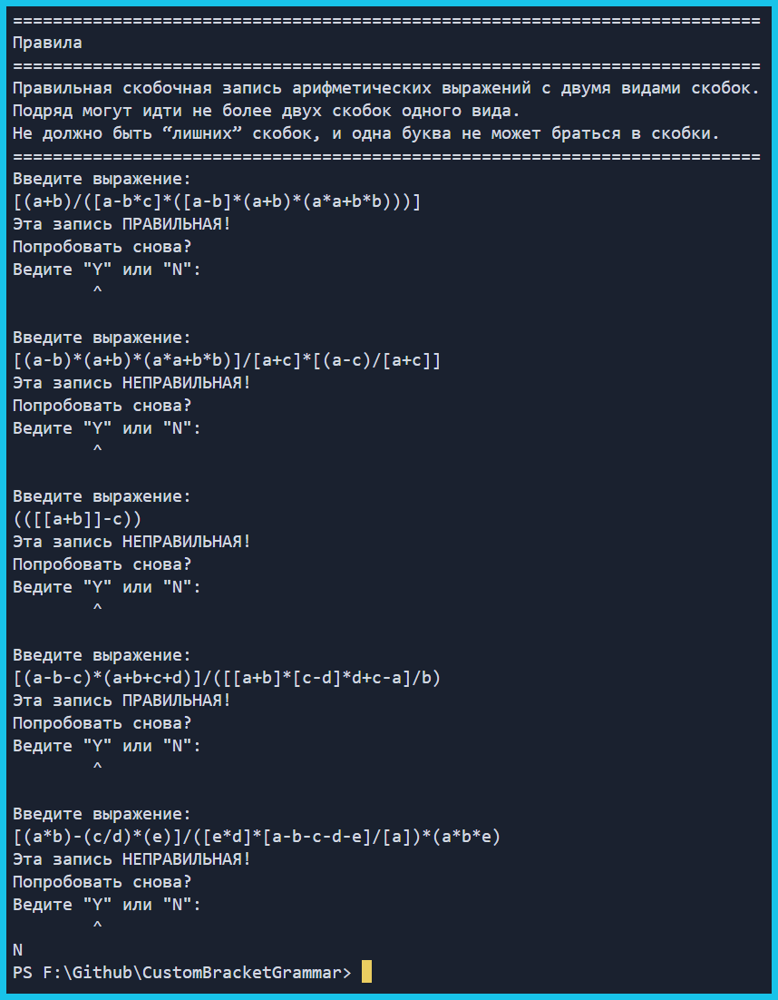 ===========================================================================
Правила
===========================================================================
Правильная скобочная запись арифметических выражений с двумя видами скобок.
Подряд могут идти не более двух скобок одного вида.
Не должно быть “лишних” скобок, и одна буква не может браться в скобки.
===========================================================================
Введите выражение:
[(a+b)/([a-b*c]*([a-b]*(a+b)*(a*a+b*b)))]
Эта запись ПРАВИЛЬНАЯ!
Попробовать снова?
Ведите "Y" или "N":
^
Введите выражение:
[(a-b)*(a+b)*(a*a+b*b)]/[a+c]*[(a-c)/[a+c]]
Эта запись НЕПРАВИЛЬНАЯ!
Попробовать снова?
Ведите "Y" или "N":
^
Введите выражение:
(([[a+b]]-c))
Эта запись НЕПРАВИЛЬНАЯ!
Попробовать снова?
Ведите "Y" или "N":
^
Введите выражение:
[(a-b-c)*(a+b+c+d)]/([[a+b]*[c-d]*d+c-a]/b)
Эта запись ПРАВИЛЬНАЯ!
Попробовать снова?
Ведите "Y" или "N":
^
Введите выражение:
[(a*b)-(c/d)*(e)]/([e*d]*[a-b-c-d-e]/[a])*(a*b*e)
Эта запись НЕПРАВИЛЬНАЯ!
Попробовать снова?
Ведите "Y" или "N":
^
N
PS F:\Github\CustomBracketGrammar>